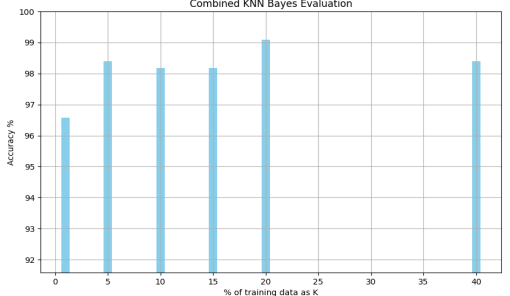 Combined KNN Bayes Evaluation
100
99
98
97
96
95
94
93
92
Accuracy %
0 5 10 15 20 25 30 35 40
% of training data as K